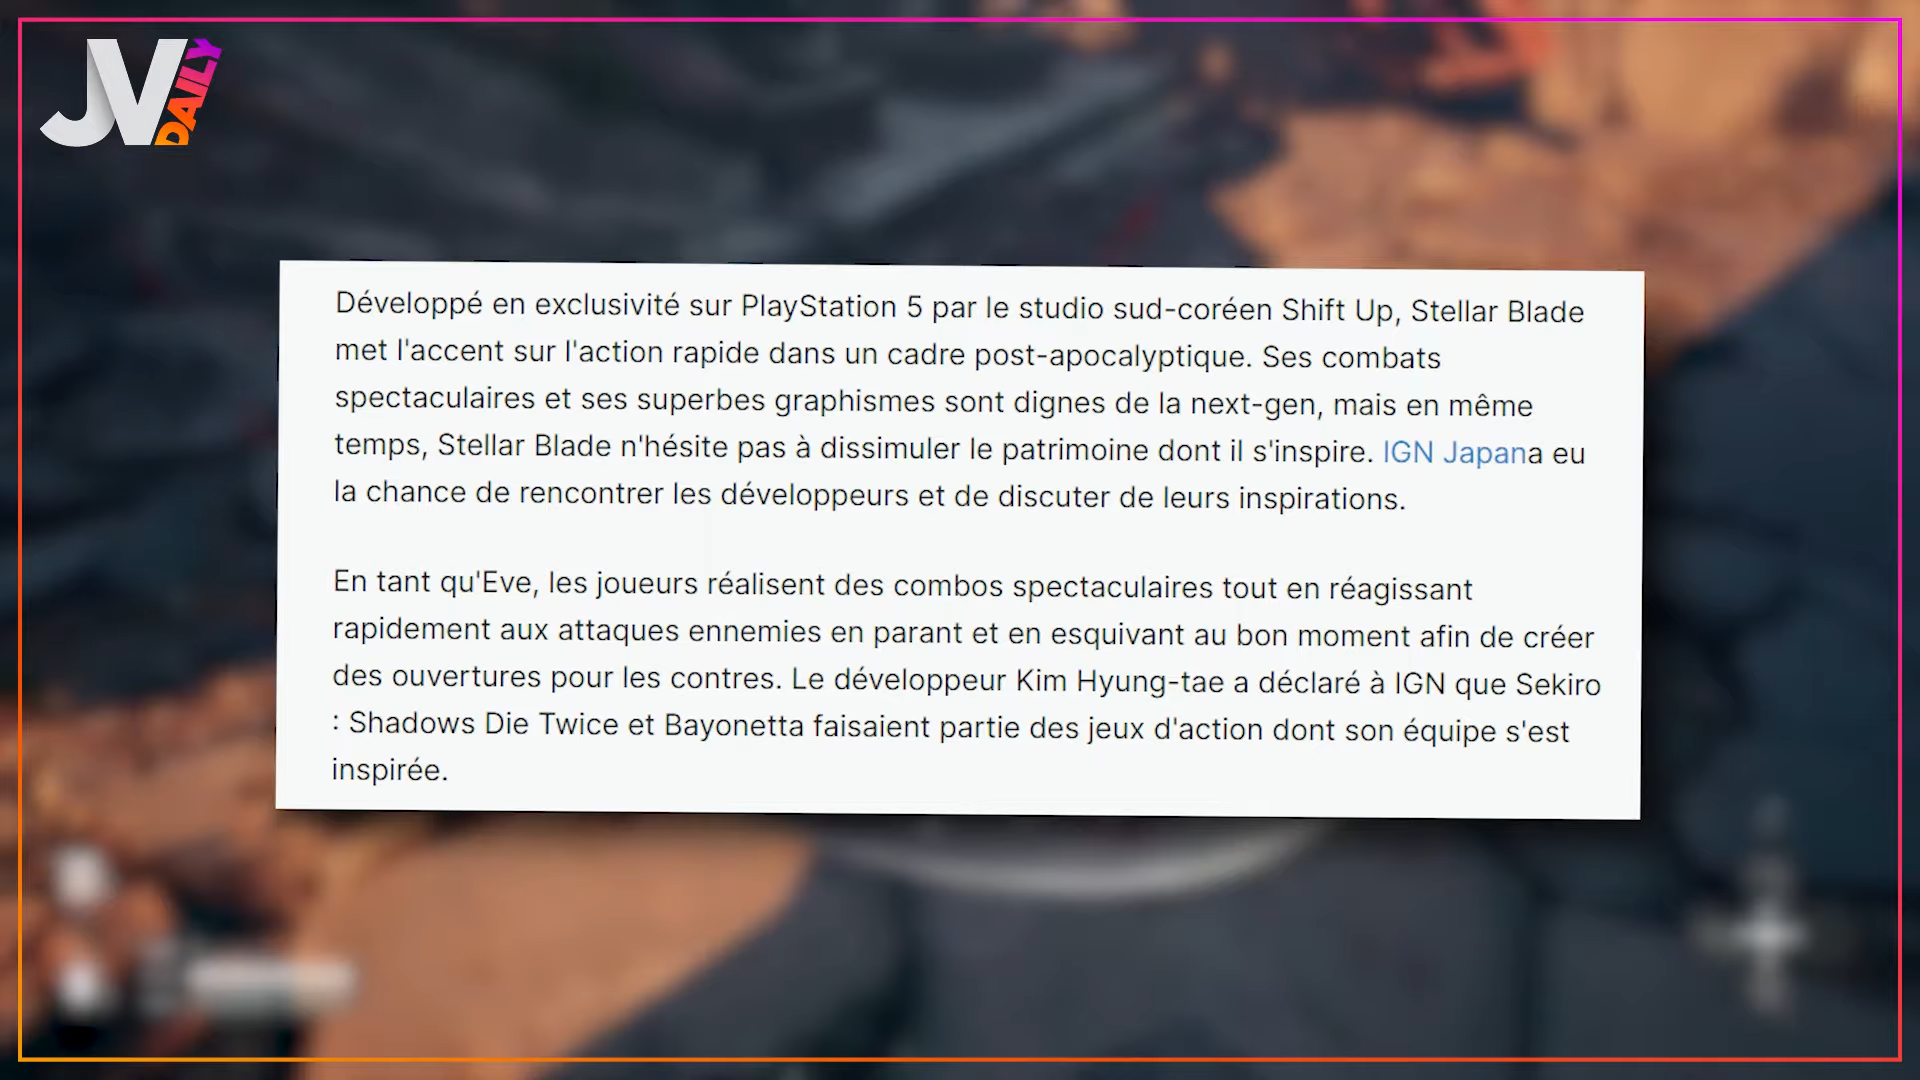 JV
DAILY
Développé en exclusivité sur PlayStation 5 par le studio sud-coréen Shift Up, Stellar Blade
met l'accent sur l'action rapide dans un cadre post-apocalyptique. Ses combats
spectaculaires et ses superbes graphismes sont dignes de la next-gen, mais en même
temps, Stellar Blade n'hésite pas à dissimuler le patrimoine dont il s'inspire. IGN Japana eu
la chance de rencontrer les développeurs et de discuter de leurs inspirations.
En tant qu'Eve, les joueurs réalisent des combos spectaculaires tout en réagissant
rapidement aux attaques ennemies en parant et en esquivant au bon moment afin de créer
des ouvertures pour les contres. Le développeur Kim Hyung-tae a déclaré à IGN que Sekiro
: Shadows Die Twice et Bayonetta faisaient partie des jeux d'action dont son équipe s'est
inspirée.